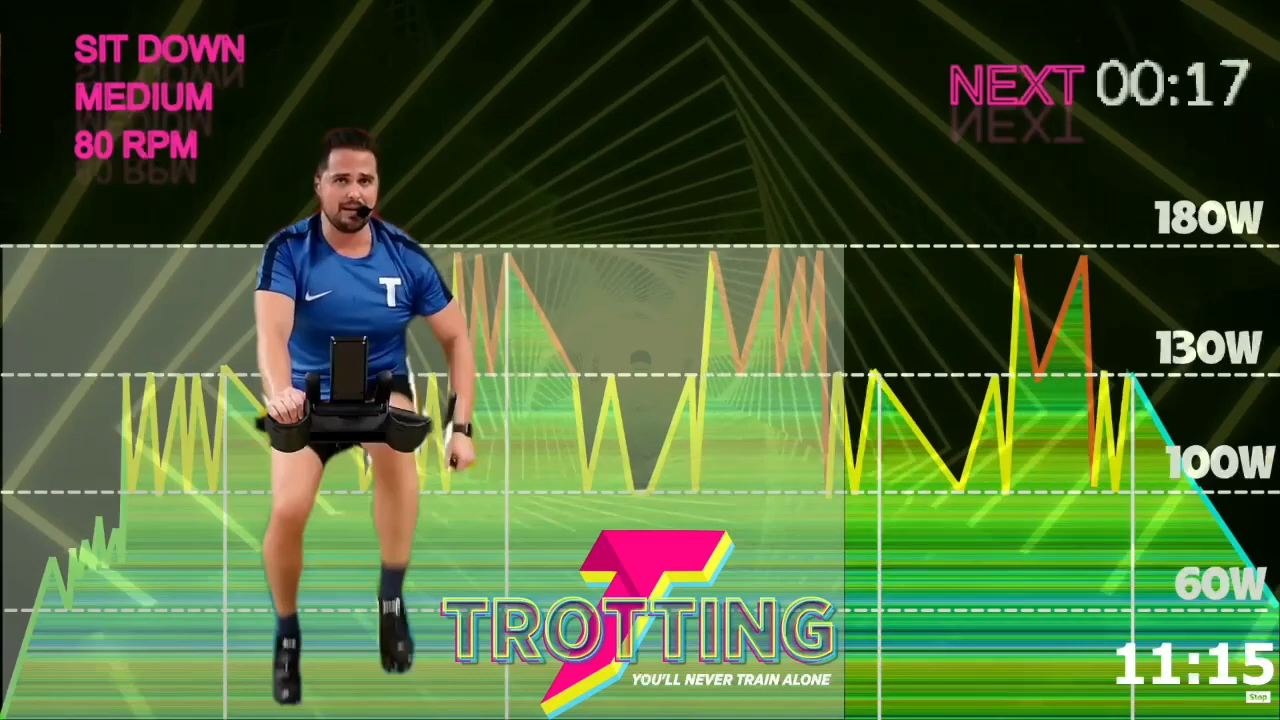 SIT DOWN
MEDIUM
80 RPM
NEXT 00:17
180W
130W
100W
60W
T
TROTTING
YOU'LL NEVER TRAIN ALONE
11:15
Stop